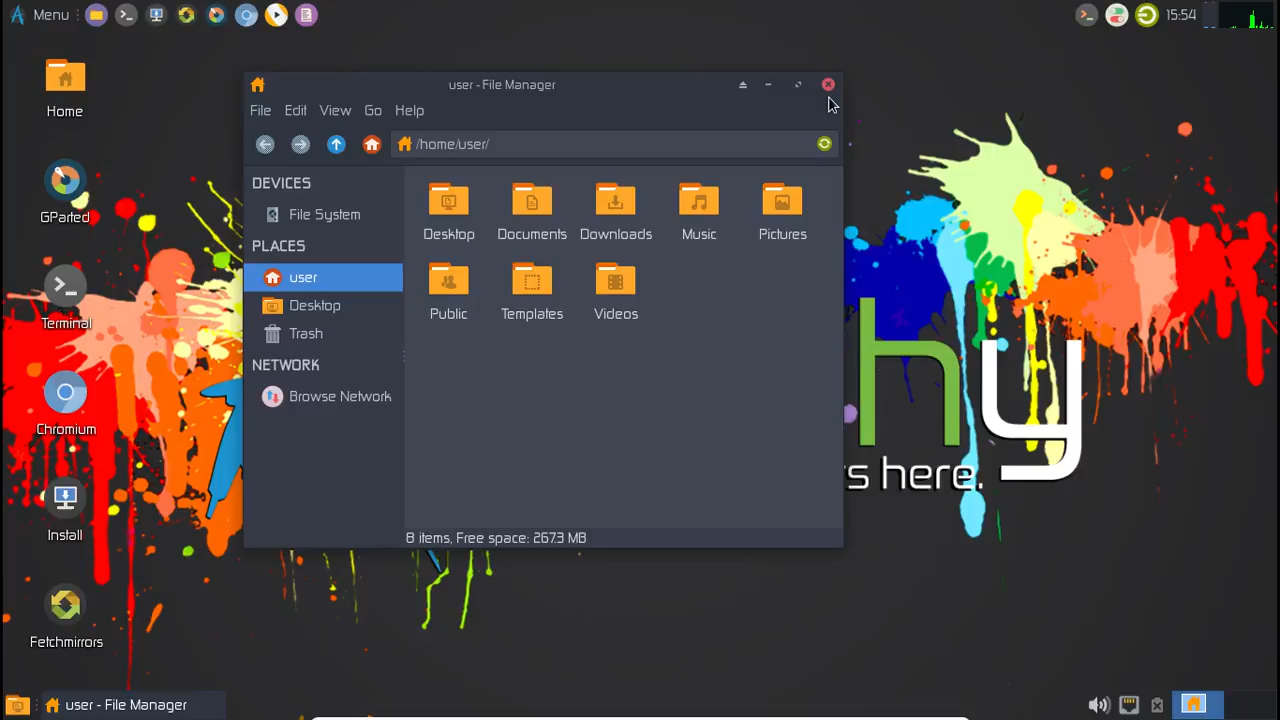 Menu
15:54
Home
GParted
Terminal
Chromium
Install
Fetchmirrors
user - File Manager
File Edit View Go Help
/home/user/
DEVICES
File System
PLACES
user
Desktop
Trash
NETWORK
Browse Network
Desktop Documents Downloads Music Pictures
Public Templates Videos
8 items, Free space: 267.3 MB
hy
s here.
user - File Manager